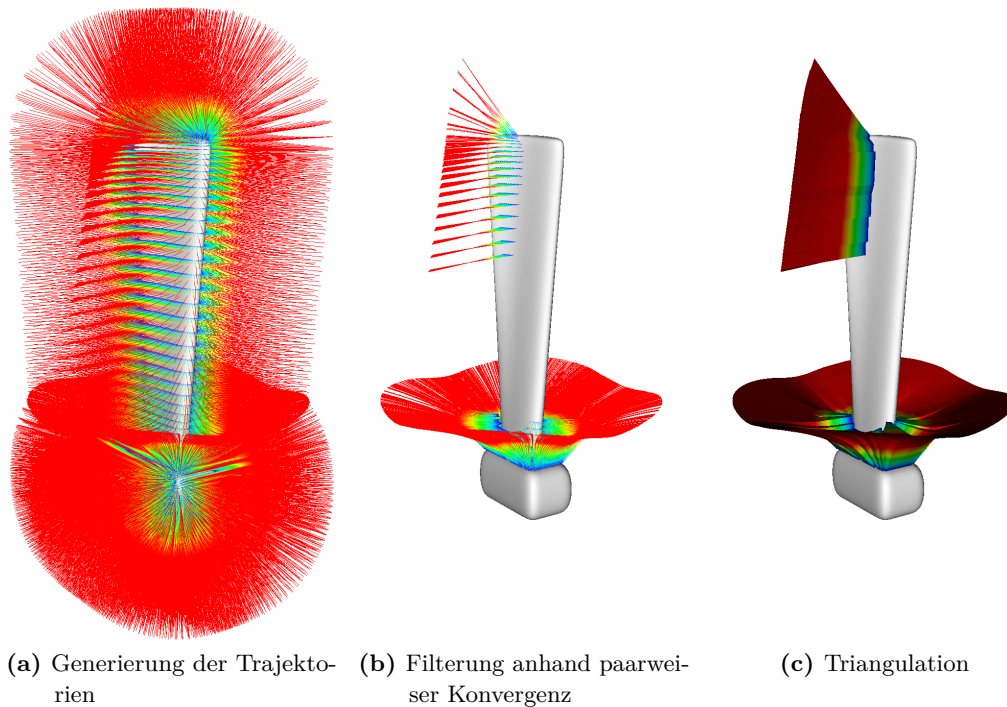 (a) Generierung der Trajekto-
rien
(b) Filterung anhand paarwei-
ser Konvergenz
(c) Triangulation